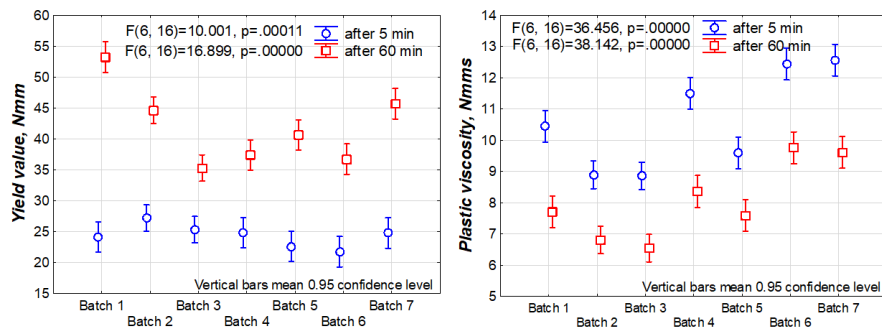 60
55
50
45
40
35
30
25
20
15
Yield value, Nmm
F(6, 16)=10.001, p=.00011
F(6, 16)=16.899, p=.00000
after 5 min
after 60 min
Vertical bars mean 0.95 confidence level
Batch 1 Batch 3 Batch 5 Batch 7
Batch 2 Batch 4 Batch 6
14
13
12
11
10
9
8
7
6
5
Plastic viscosity, Nmms
F(6, 16)=36.456, p=.00000
F(6, 16)=38.142, p=.00000
after 5 min
after 60 min
Vertical bars mean 0.95 confidence level
Batch 1 Batch 3 Batch 5 Batch 7
Batch 2 Batch 4 Batch 6